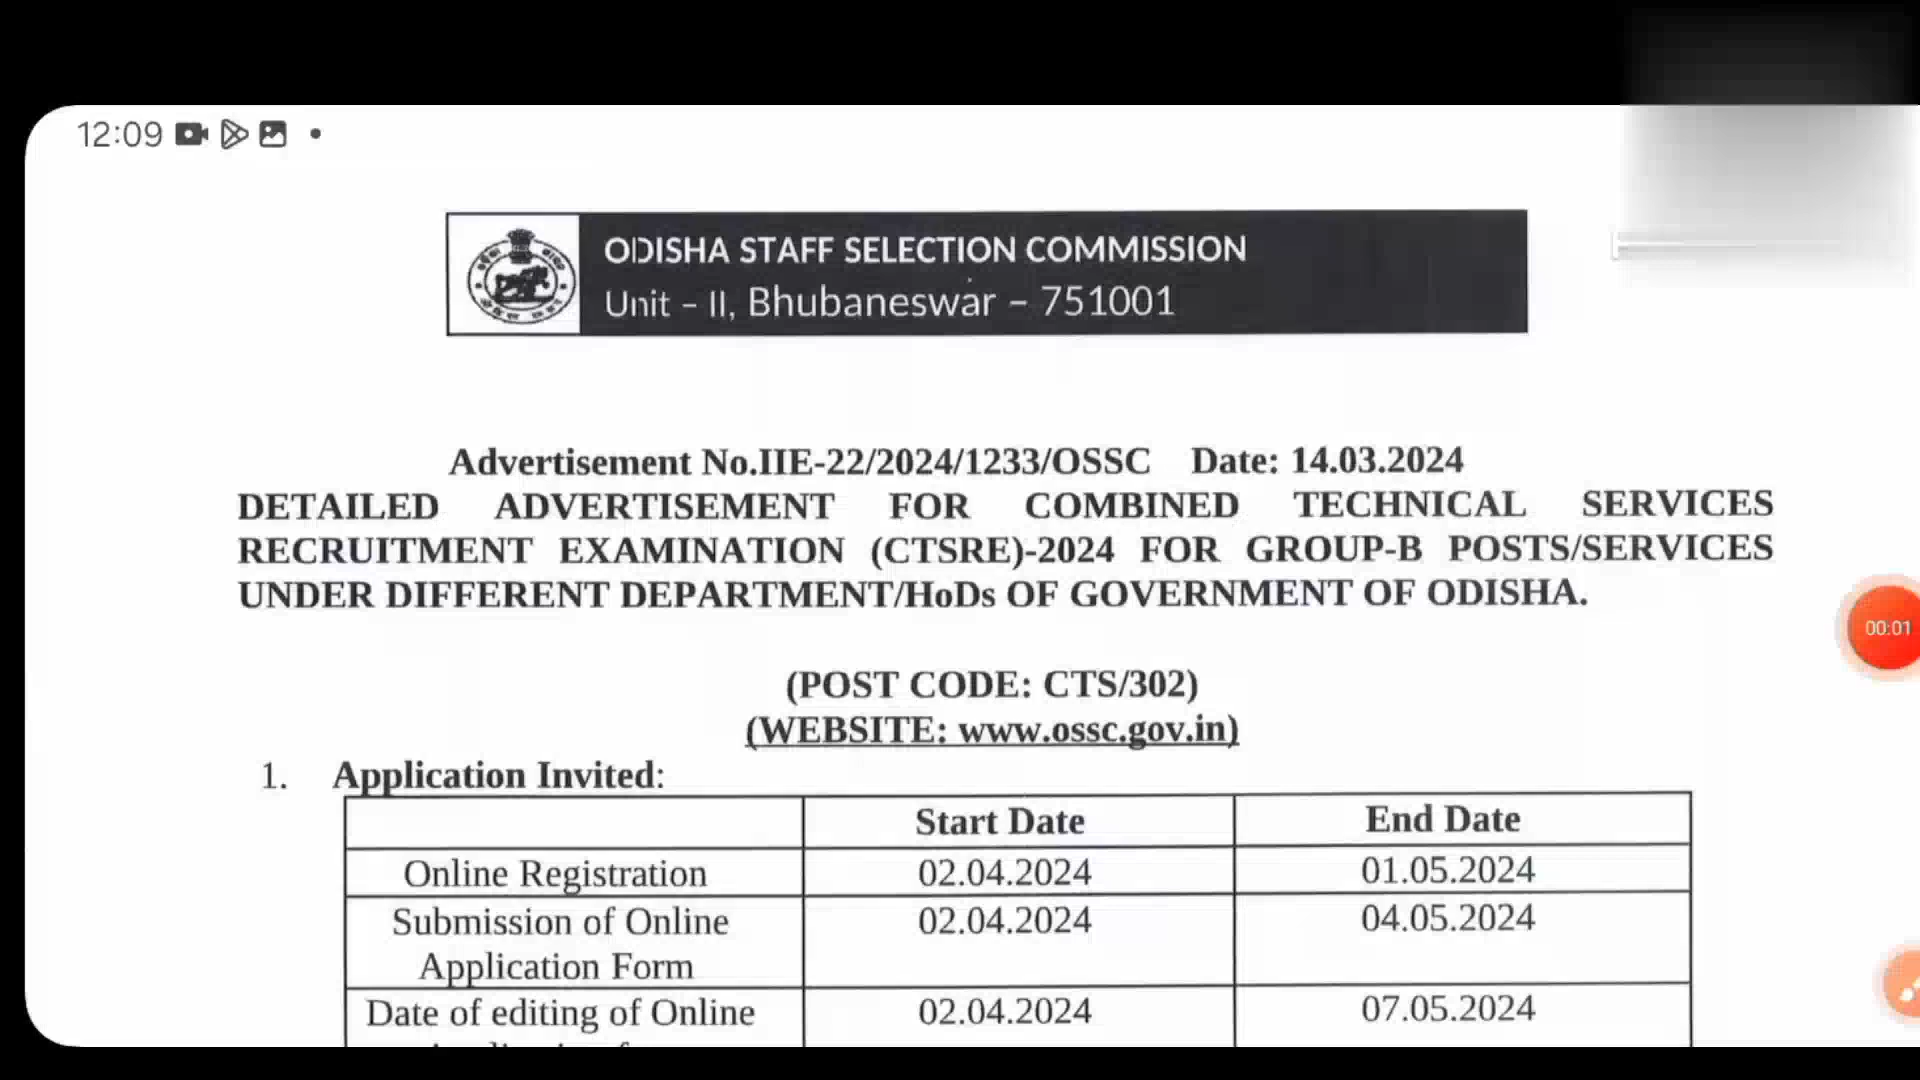 12:09
ODISHA STAFF SELECTION COMMISSION
Unit – II, Bhubaneswar – 751001
Advertisement No.IIE-22/2024/1233/OSSC Date: 14.03.2024
DETAILED ADVERTISEMENT FOR COMBINED TECHNICAL SERVICES
RECRUITMENT EXAMINATION (CTSRE)-2024 FOR GROUP-B POSTS/SERVICES
UNDER DIFFERENT DEPARTMENT/HoDs OF GOVERNMENT OF ODISHA.
00:01
(POST CODE: CTS/302)
(WEBSITE: www.ossc.gov.in)
1. Application Invited:
Start Date End Date
Online Registration 02.04.2024 01.05.2024
Submission of Online 02.04.2024 04.05.2024
Application Form
Date of editing of Online 02.04.2024 07.05.2024